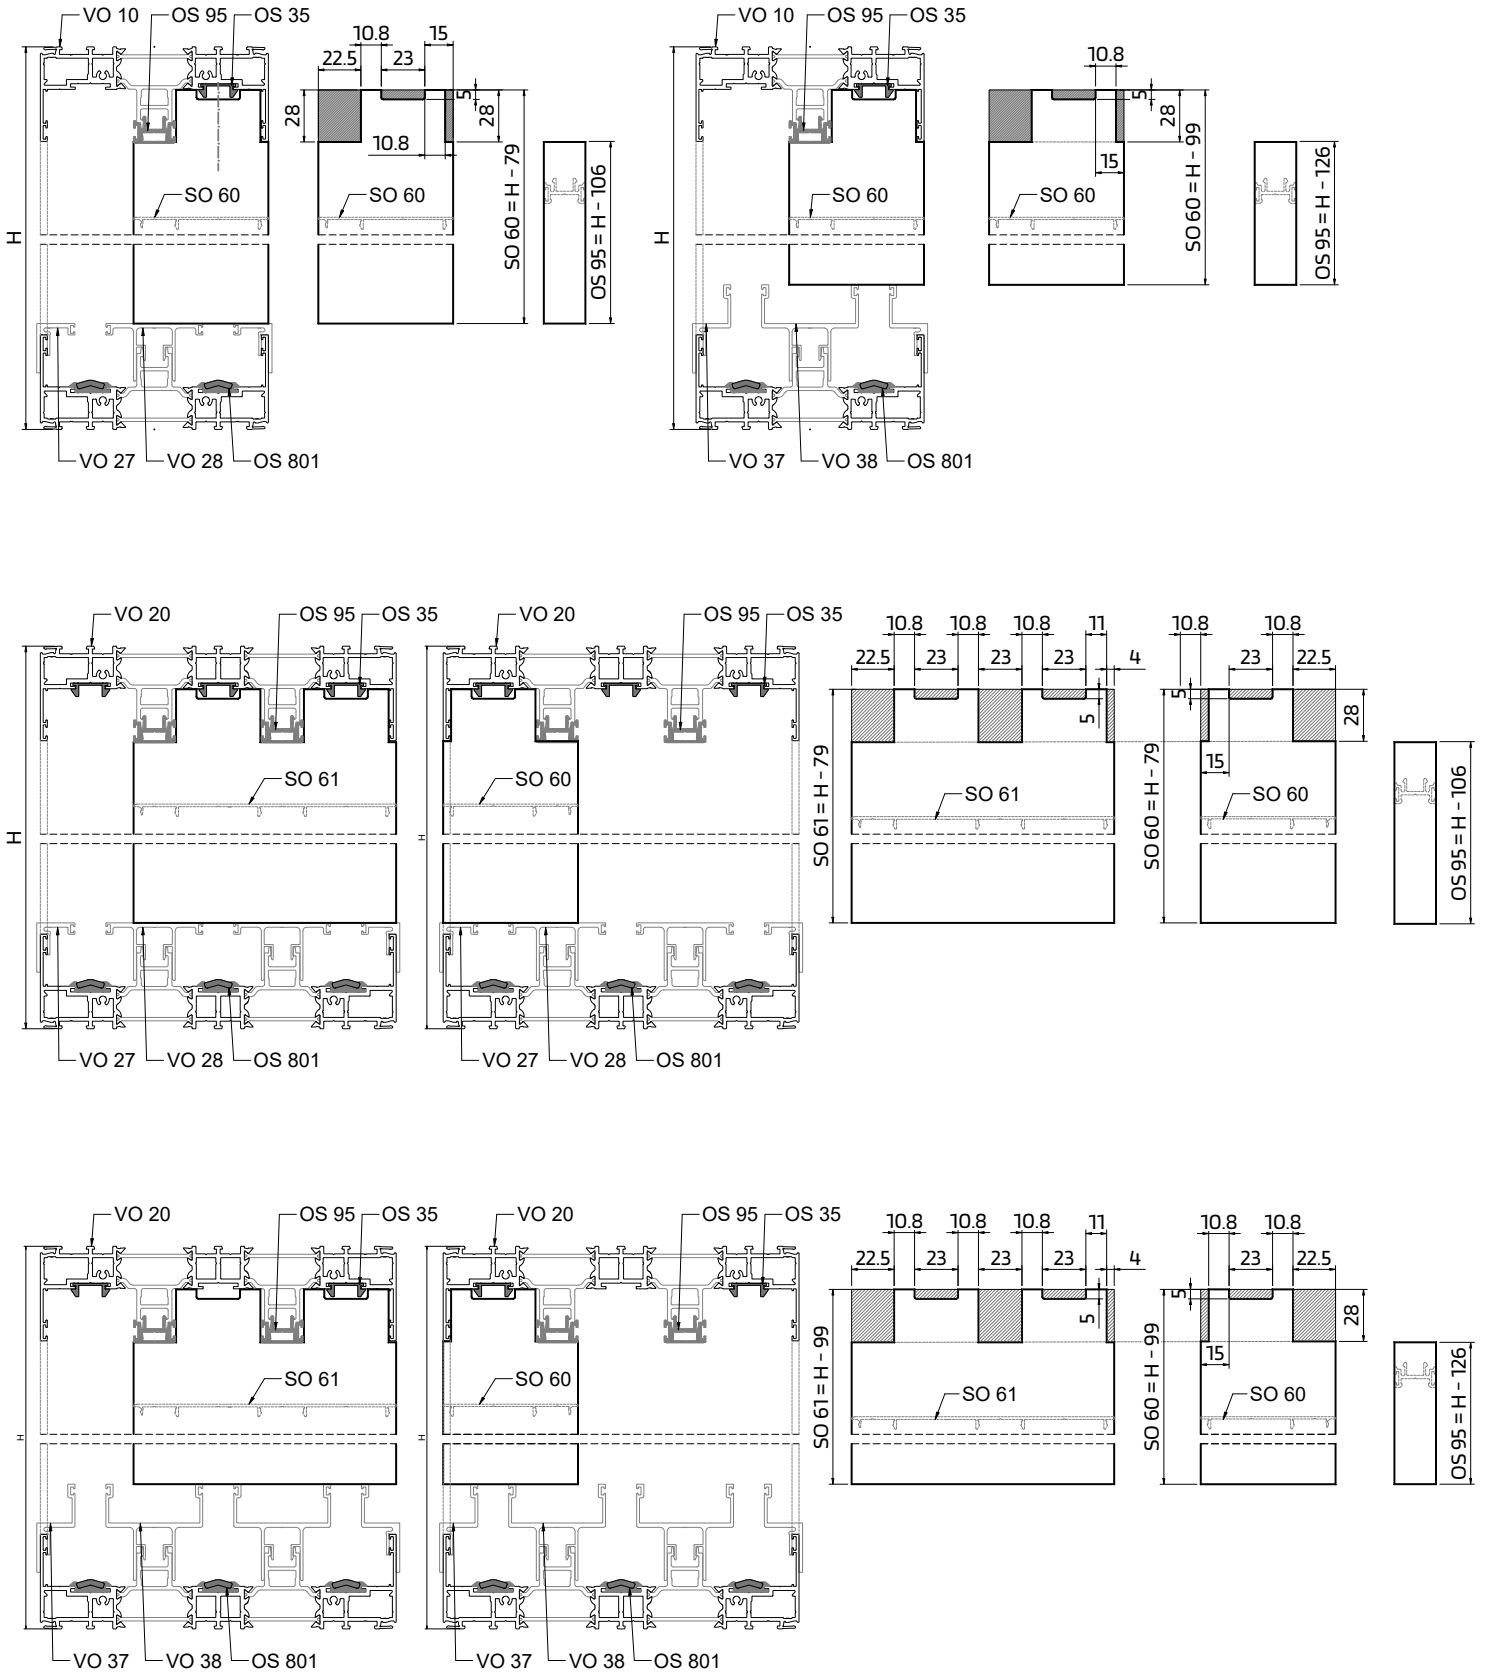 VO 10 OS 95 OS 35
10.8 15
22.5 23
28 5 28
10.8
H
SO 60 SO 60
SO 60 = H - 79
OS 95 = H - 106
VO 27 VO 28 OS 801
VO 10 OS 95 OS 35
10.8
5 28
15
H
SO 60 SO 60
SO 60 = H - 99
OS 95 = H - 126
VO 37 VO 38 OS 801
VO 20 OS 95 OS 35
H
SO 61
VO 27 VO 28 OS 801
VO 20 OS 95 OS 35
H
SO 60
VO 27 VO 28 OS 801
10.8 10.8 10.8 11
22.5 23 23 23 4
5
SO 61
SO 61 = H - 79
10.8 10.8
23 22.5
5 28
15
SO 60
SO 60 = H - 79
OS 95 = H - 106
VO 20 OS 95 OS 35
H
SO 61
VO 37 VO 38 OS 801
VO 20 OS 95 OS 35
H
SO 60
VO 37 VO 38 OS 801
10.8 10.8 10.8 11
22.5 23 23 23 4
5
SO 61
SO 61 = H - 99
10.8 10.8
23 22.5
5 28
15
SO 60
SO 60 = H - 99
OS 95 = H - 126